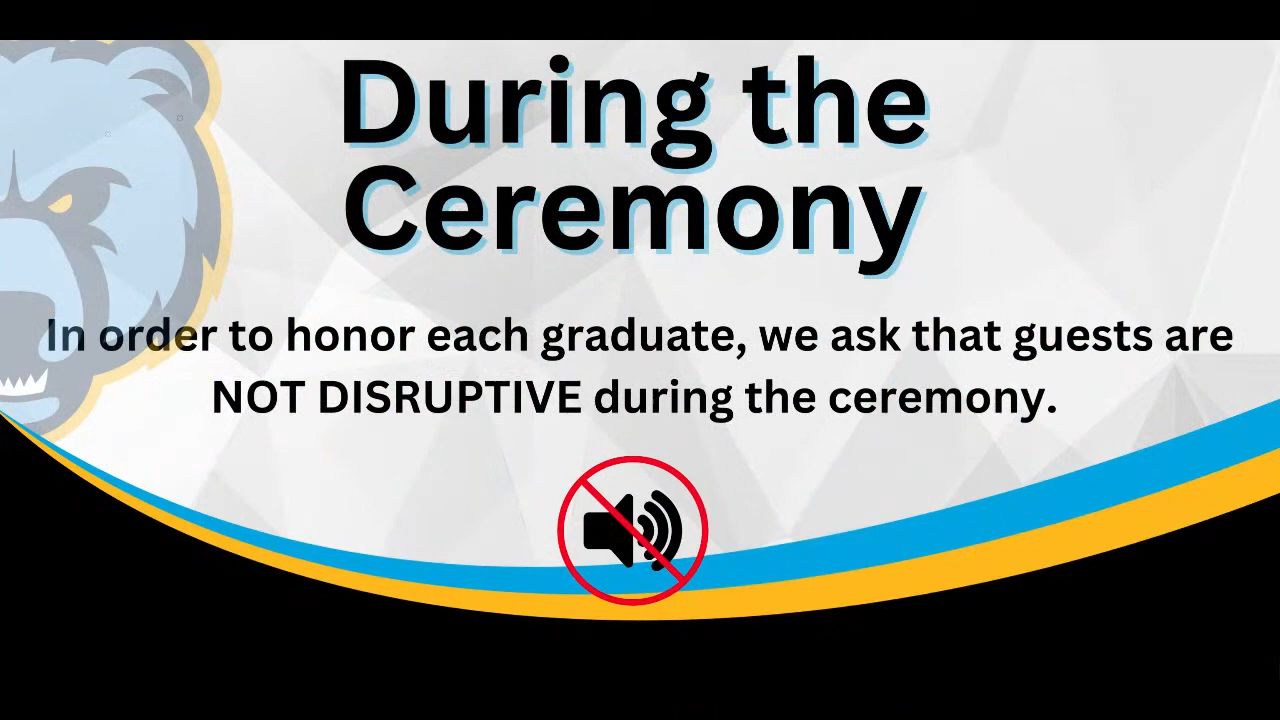 During the
Ceremony
In order to honor each graduate, we ask that guests are
NOT DISRUPTIVE during the ceremony.